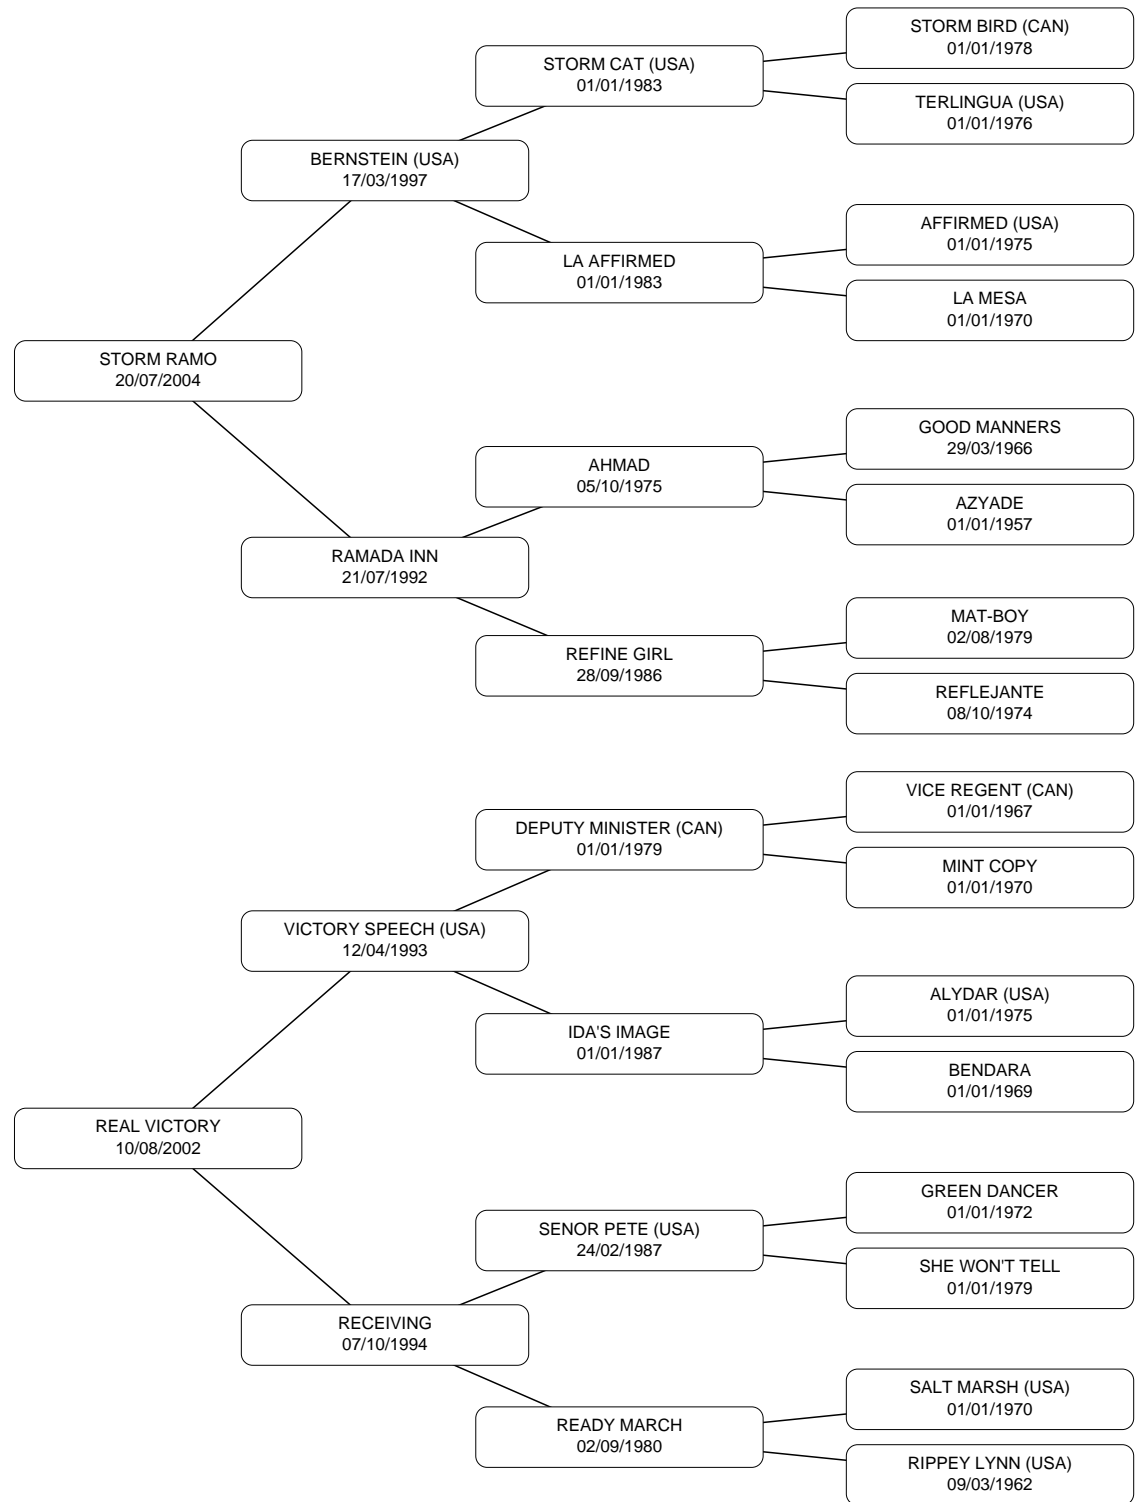 STORM BIRD (CAN)
01/01/1978
STORM CAT (USA)
01/01/1983
TERLINGUA (USA)
01/01/1976
BERNSTEIN (USA)
17/03/1997
AFFIRMED (USA)
01/01/1975
LA AFFIRMED
01/01/1983
LA MESA
01/01/1970
STORM RAMO
20/07/2004
GOOD MANNERS
29/03/1966
AHMAD
05/10/1975
AZYADE
01/01/1957
RAMADA INN
21/07/1992
MAT-BOY
02/08/1979
REFINE GIRL
28/09/1986
REFLEJANTE
08/10/1974
VICE REGENT (CAN)
01/01/1967
DEPUTY MINISTER (CAN)
01/01/1979
MINT COPY
01/01/1970
VICTORY SPEECH (USA)
12/04/1993
ALYDAR (USA)
01/01/1975
IDA'S IMAGE
01/01/1987
BENDARA
01/01/1969
REAL VICTORY
10/08/2002
GREEN DANCER
01/01/1972
SENOR PETE (USA)
24/02/1987
SHE WON'T TELL
01/01/1979
RECEIVING
07/10/1994
SALT MARSH (USA)
01/01/1970
READY MARCH
02/09/1980
RIPPEY LYNN (USA)
09/03/1962